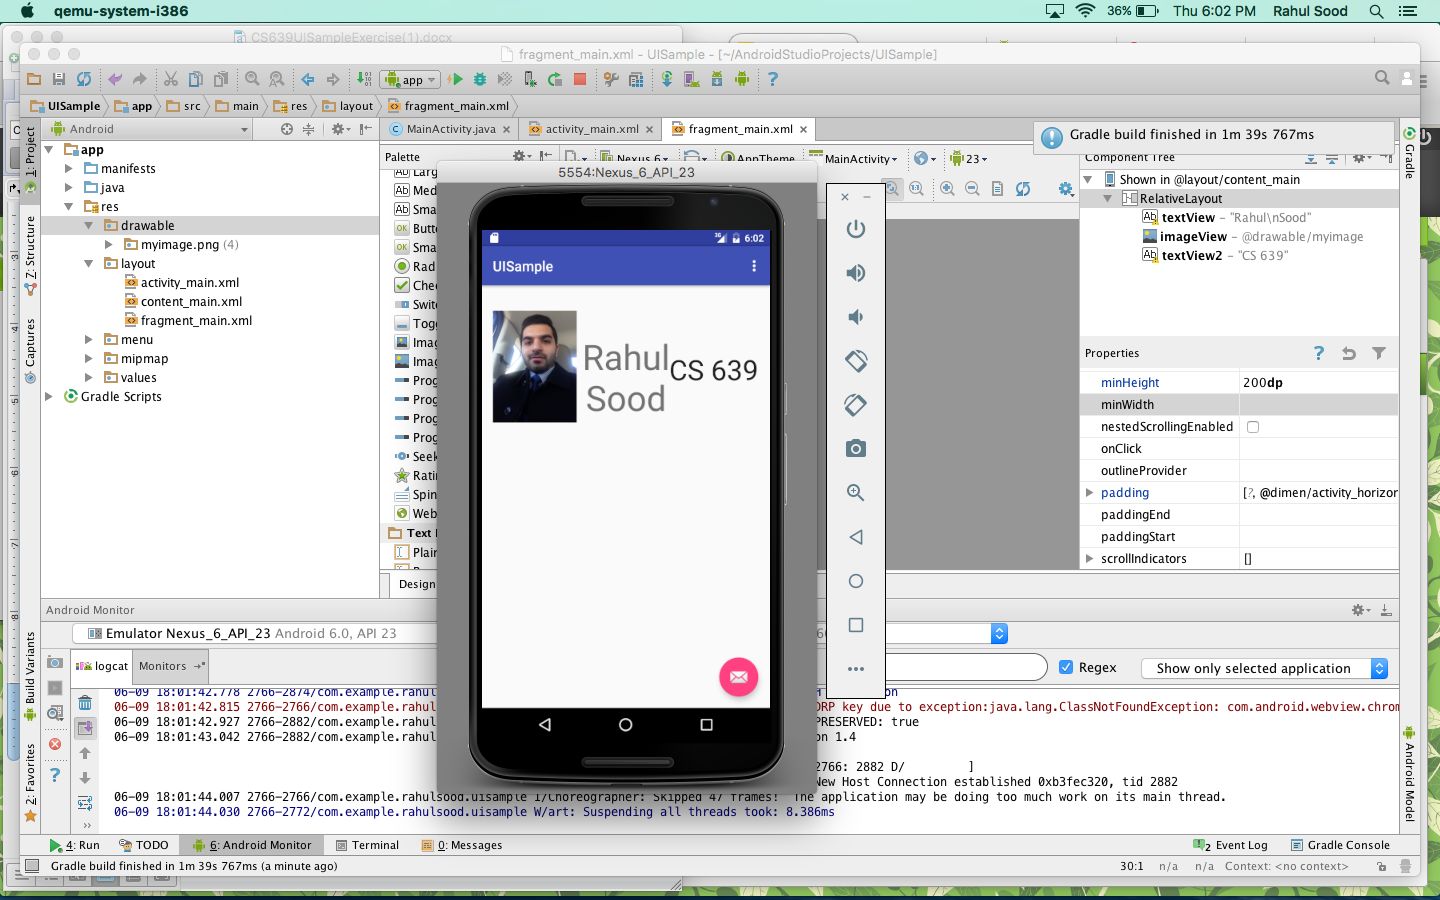 qemu-system-i386
36%
Thu 6:02 PM
Rahul Sood
CS639UISampleExercise(1).docx
fragment_main.xml - UISample - [~/AndroidStudioProjects/UISample]
app
UISample
app
src
main
res
layout
fragment_main.xml
Android
MainActivity.java
activity_main.xml
fragment_main.xml
Gradle build finished in 1m 39s 767ms
1: Project
7: Structure
Captures
Build Variants
2: Favorites
app
manifests
java
res
drawable
myimage.png (4)
layout
activity_main.xml
content_main.xml
fragment_main.xml
menu
mipmap
values
Gradle Scripts
Palette
Nexus 6
AppTheme
MainActivity
23
Ab
Med
Ab
Sma
OK
Butt
OK
Sma
Rad
Che
Swit
Togg
Ima
Ima
Prog
Prog
Prog
Prog
Seek
Rati
Spin
Web
Text
Plain
Design
5554:Nexus_6_API_23
6:02
UISample
Rahul
Sood
CS 639
Component Tree
Shown in @layout/content_main
RelativeLayout
Ab textView - "Rahul\nSood"
imageView - @drawable/myimage
Ab textView2 - "CS 639"
Properties
minHeight 200dp
minWidth
nestedScrollingEnabled
onClick
outlineProvider
padding [?, @dimen/activity_horizor
paddingEnd
paddingStart
scrollIndicators []
Gradle
Android Model
Android Monitor
Emulator Nexus_6_API_23 Android 6.0, API 23
logcat
Monitors
Regex
Show only selected application
06-09 18:01:42.778 2766-2874/com.example.rahul
06-09 18:01:42.815 2766-2766/com.example.rahul ORP key due to exception:java.lang.ClassNotFoundException: com.android.webview.chrom
06-09 18:01:42.927 2766-2882/com.example.rahul PRESERVED: true
06-09 18:01:43.042 2766-2882/com.example.rahul on 1.4
2766: 2882 D/ ]
New Host Connection established 0xb3fec320, tid 2882
06-09 18:01:44.007 2766-2766/com.example.rahulsood.uisample I/Choreographer: Skipped 47 frames! The application may be doing too much work on its main thread.
06-09 18:01:44.030 2766-2772/com.example.rahulsood.uisample W/art: Suspending all threads took: 8.386ms
4: Run
TODO
6: Android Monitor
Terminal
0: Messages
2 Event Log
Gradle Console
Gradle build finished in 1m 39s 767ms (a minute ago)
30:1
n/a
n/a
Context: <no context>